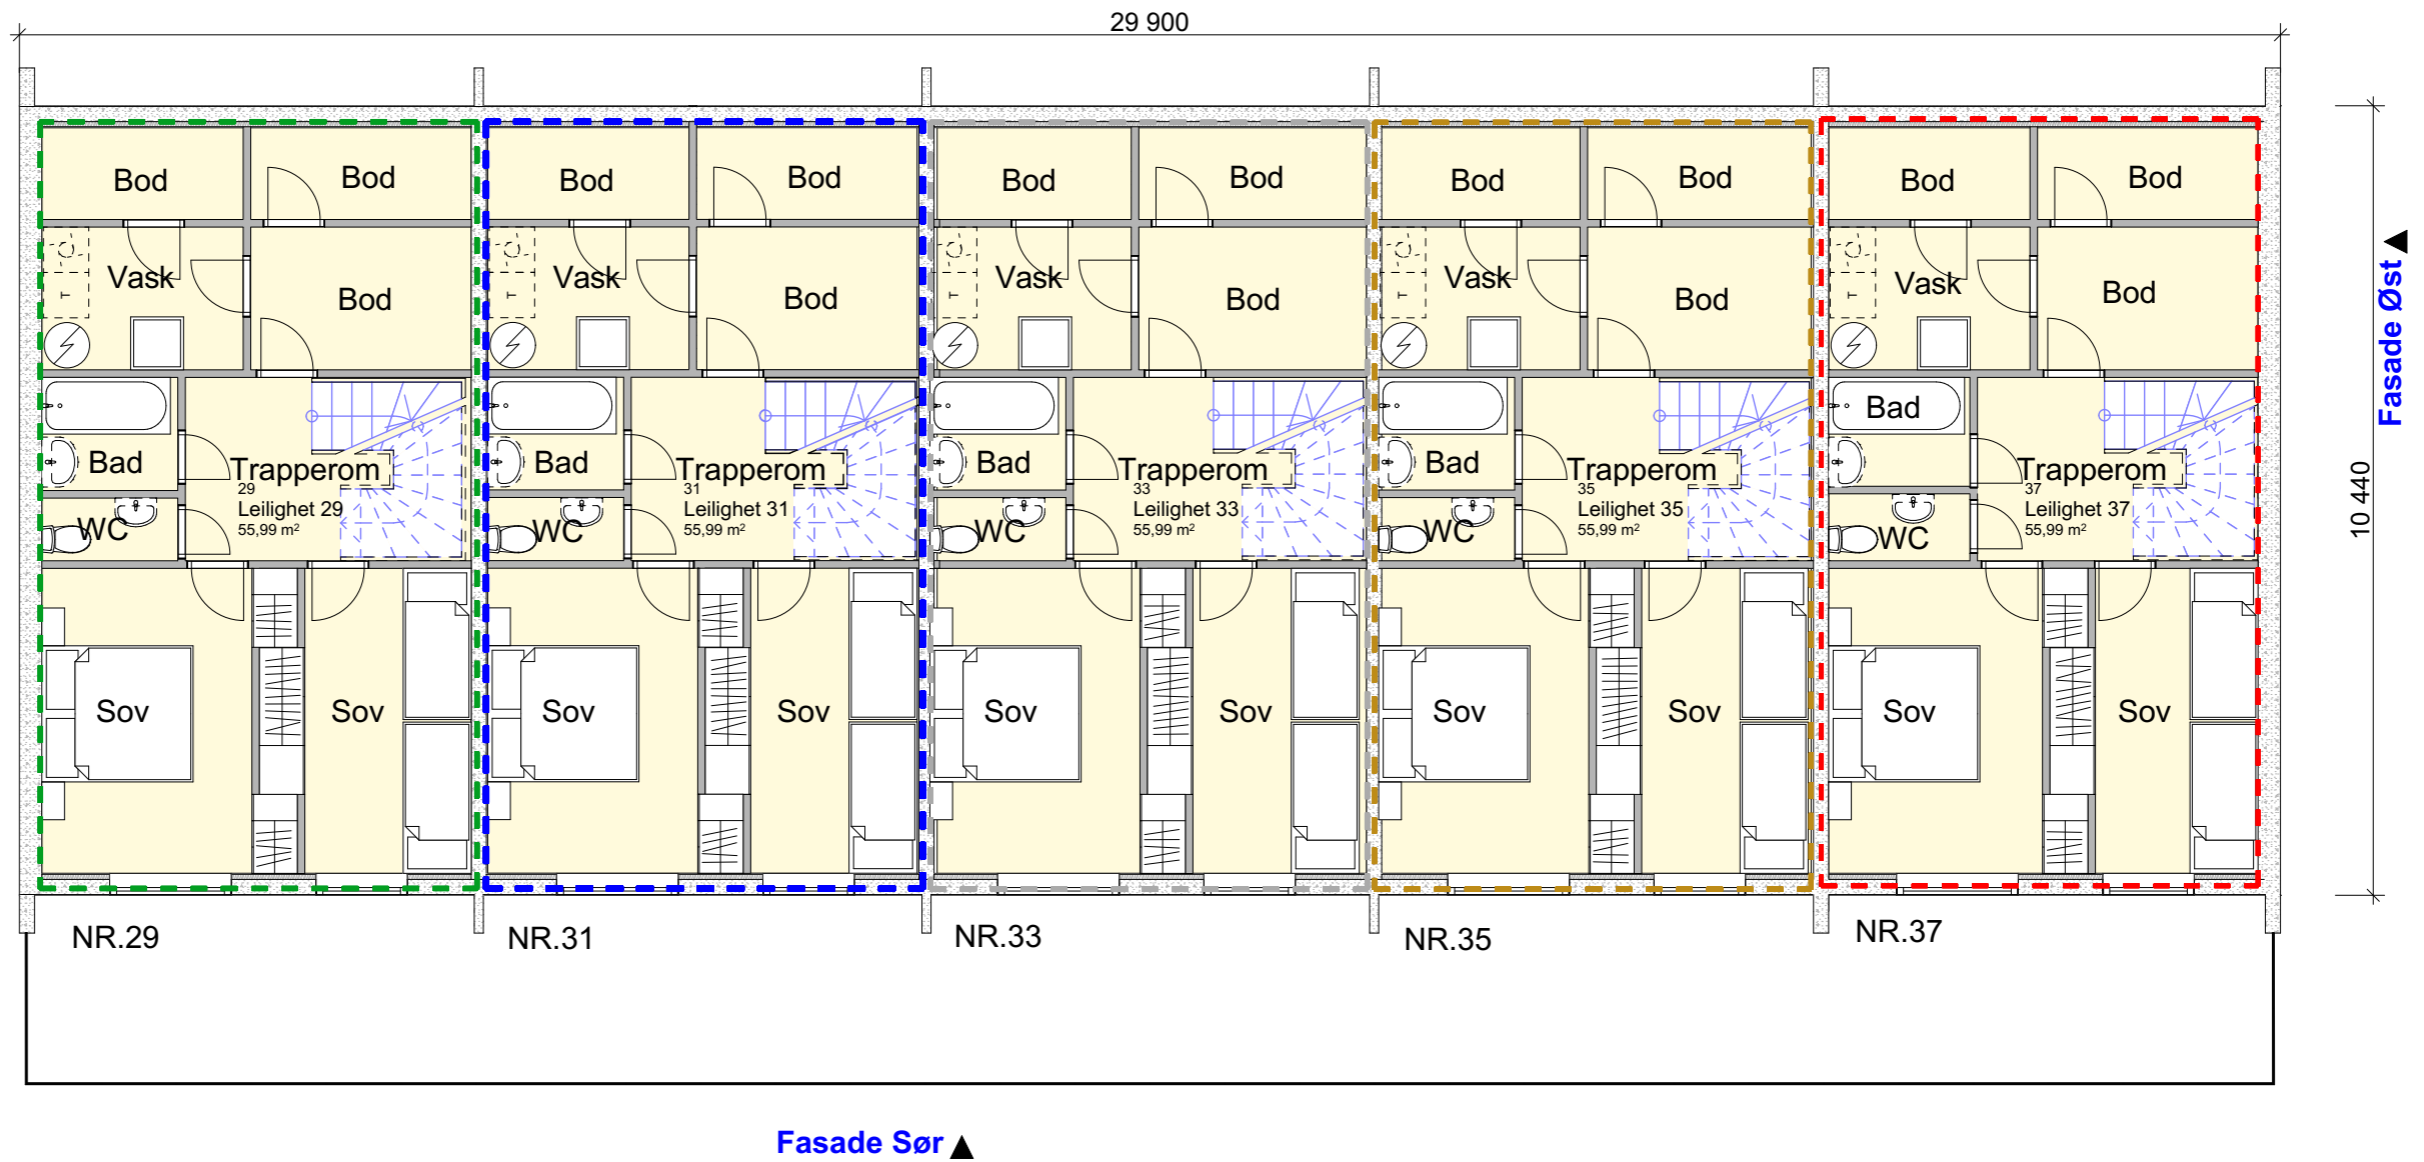 29 900
Bod Bod Bod Bod Bod Bod Bod Bod Bod Bod
Vask Bod Vask Bod Vask Bod Vask Bod Vask Bod
T T T T T
Bad
Bad Trapperom Bad Trapperom Bad Trapperom Bad Trapperom Trapperom
29 31 33 35 37
Leilighet 29 Leilighet 31 Leilighet 33 Leilighet 35 Leilighet 37
55,99 m² 55,99 m² 55,99 m² 55,99 m² 55,99 m²
WC WC WC WC WC
Sov Sov Sov Sov Sov Sov Sov Sov Sov Sov
NR.29 NR.31 NR.33 NR.35 NR.37
Fasade Øst
10 440
Fasade Sør